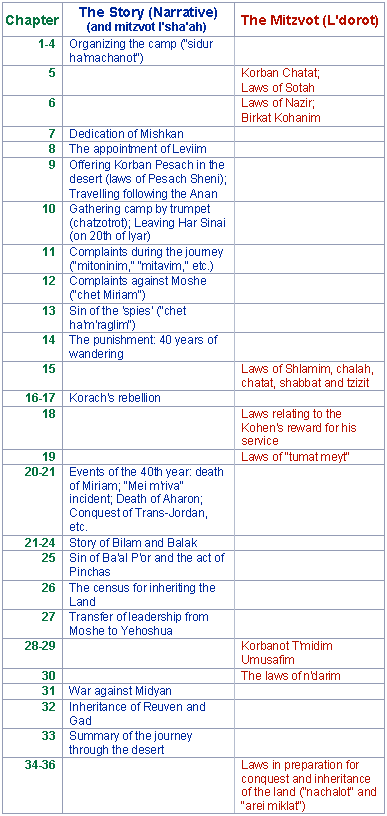 Chapter The Story (Narrative) The Mitzvot (L'dorot)
(and mitzvot l'sha'ah)
1-4 Organizing the camp ("sidur
ha'machanot")
5 Korban Chatat;
Laws of Sotah
6 Laws of Nazir;
Birkat Kohanim
7 Dedication of Mishkan
8 The appointment of Leviim
9 Offering Korban Pesach in the
desert (laws of Pesach Sheni);
Travelling following the Anan
10 Gathering camp by trumpet
(chatzotrot); Leaving Har Sinai
(on 20th of Iyar)
11 Complaints during the journey
("mitoninim," "mitavim," etc.)
12 Complaints against Moshe
("chet Miriam")
13 Sin of the 'spies' ("chet
ha'm'raglim")
14 The punishment: 40 years of
wandering
15 Laws of Shlamim, chalah,
chatat, shabbat and tzizit
16-17 Korach's rebellion
18 Laws relating to the
Kohen's reward for his
service
19 Laws of "tumat meyt"
20-21 Events of the 40th year: death
of Miriam; "Mei m'riva"
incident; Death of Aharon;
Conquest of Trans-Jordan,
etc.
21-24 Story of Bilam and Balak
25 Sin of Ba'al P'or and the act of
Pinchas
26 The census for inheriting the
Land
27 Transfer of leadership from
Moshe to Yehoshua
28-29 Korbanot T'midim
Umusafim
30 The laws of n'darim
31 War against Midyan
32 Inheritance of Reuven and
Gad
33 Summary of the journey
through the desert
34-36 Laws in preparation for
conquest and inheritance
of the land ("nachalot" and
"arei miklat")